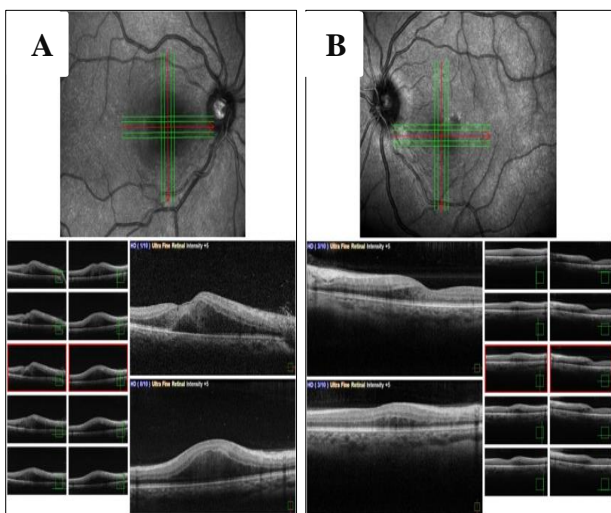 A
B
HD ( 1/10 ) Ultra Fine Retinal Intensity +5
HD ( 6/10 ) Ultra Fine Retinal Intensity +5
HD ( 3/10 ) Ultra Fine Retinal Intensity +5
HD ( 3/10 ) Ultra Fine Retinal Intensity +5